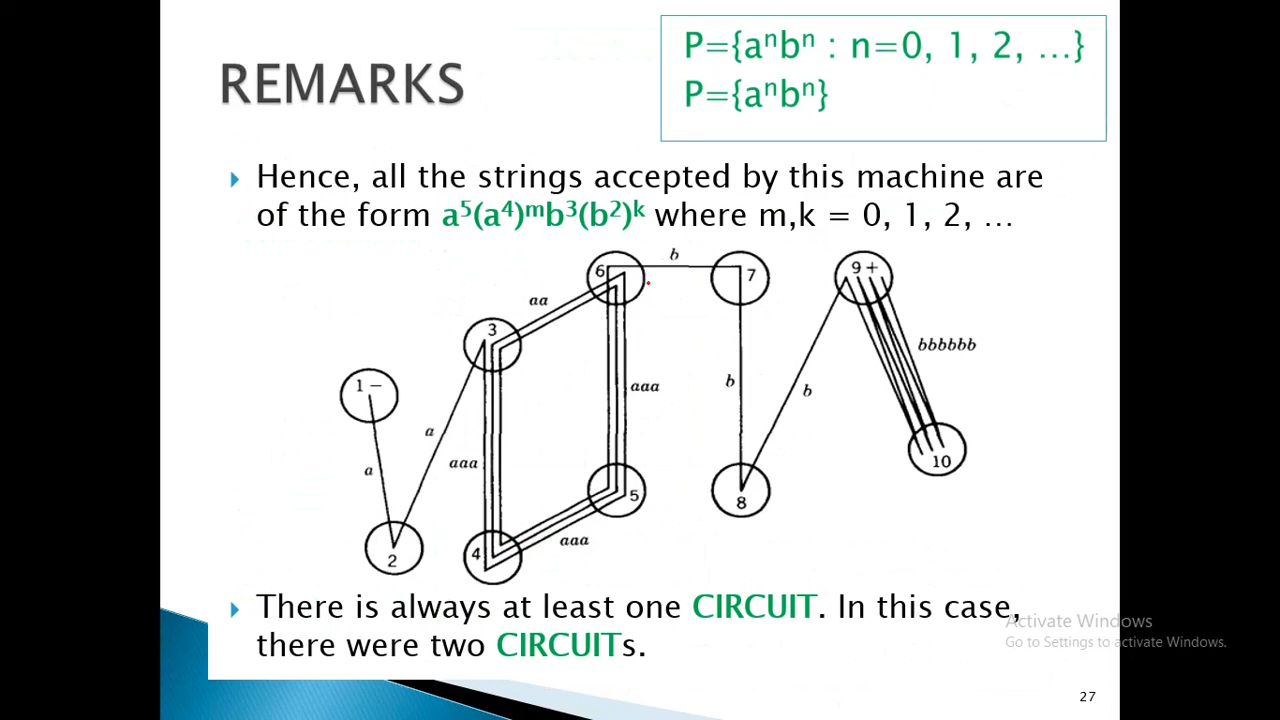 REMARKS
P={aⁿbⁿ : n=0, 1, 2, ...}
P={aⁿbⁿ}
Hence, all the strings accepted by this machine are
of the form a⁵(a⁴)ᵐb³(b²)ᵏ where m,k = 0, 1, 2, ...
b
6
7
9+
aa
3
bbbbbb
1 −
aaa
b
b
a
aaa
a
10
5
8
aaa
4
2
There is always at least one CIRCUIT. In this case,
there were two CIRCUITs.
Activate Windows
Go to Settings to activate Windows.
27